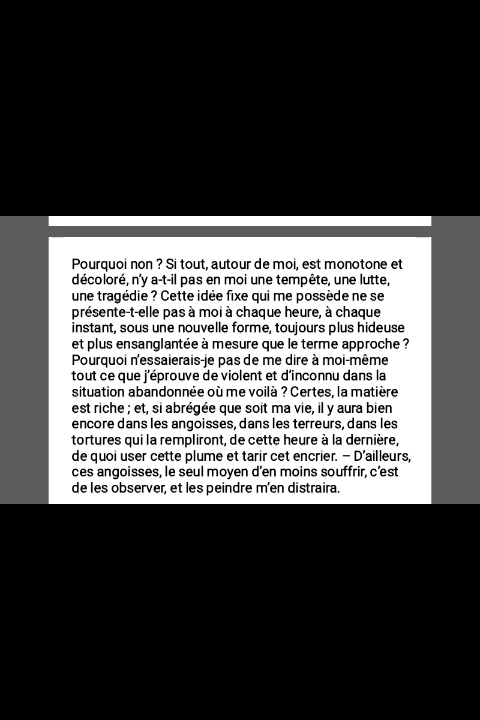 Pourquoi non ? Si tout, autour de moi, est monotone et
décoloré, n’y a-t-il pas en moi une tempête, une lutte,
une tragédie ? Cette idée fixe qui me possède ne se
présente-t-elle pas à moi à chaque heure, à chaque
instant, sous une nouvelle forme, toujours plus hideuse
et plus ensanglantée à mesure que le terme approche ?
Pourquoi n’essaierais-je pas de me dire à moi-même
tout ce que j’éprouve de violent et d’inconnu dans la
situation abandonnée où me voilà ? Certes, la matière
est riche ; et, si abrégée que soit ma vie, il y aura bien
encore dans les angoisses, dans les terreurs, dans les
tortures qui la rempliront, de cette heure à la dernière,
de quoi user cette plume et tarir cet encrier. – D’ailleurs,
ces angoisses, le seul moyen d’en moins souffrir, c’est
de les observer, et les peindre m’en distraira.